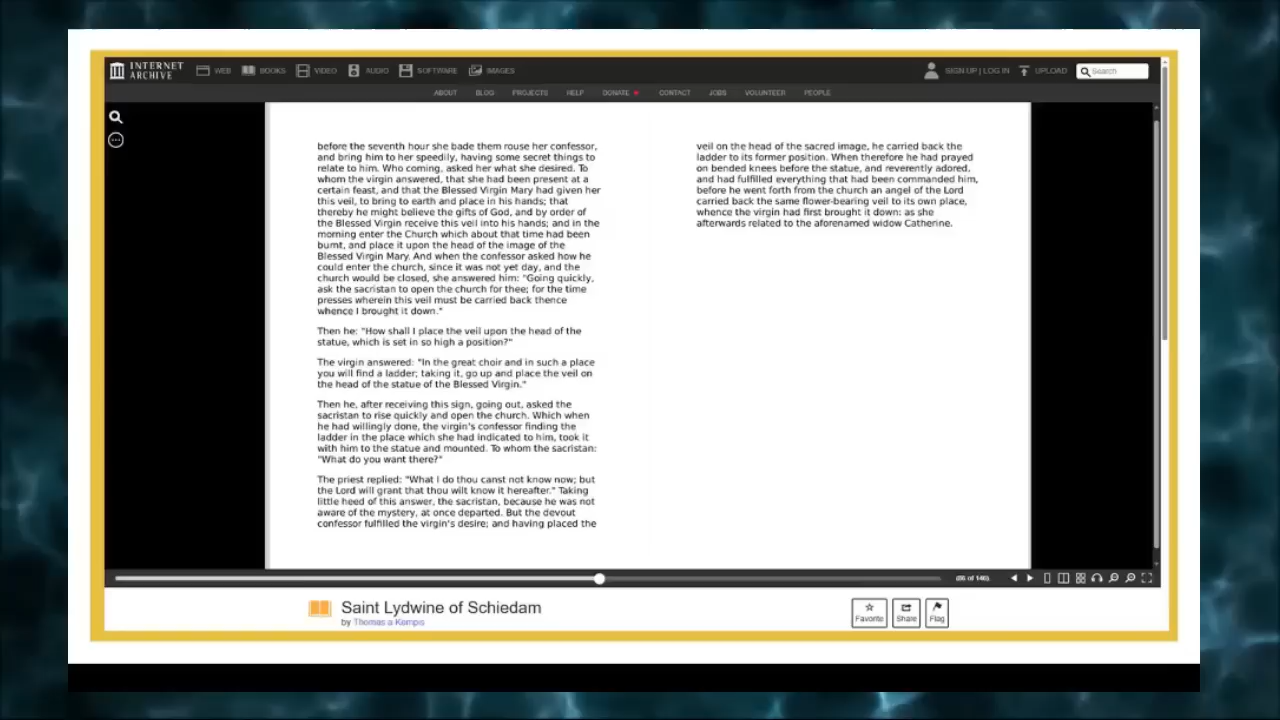 INTERNET
ARCHIVE
WEB BOOKS VIDEO AUDIO SOFTWARE IMAGES
SIGN UP | LOG IN UPLOAD Search
ABOUT BLOG PROJECTS HELP DONATE CONTACT JOBS VOLUNTEER PEOPLE
before the seventh hour she bade them rouse her confessor,
and bring him to her speedily, having some secret things to
relate to him. Who coming, asked her what she desired. To
whom the virgin answered, that she had been present at a
certain feast, and that the Blessed Virgin Mary had given her
this veil, to bring to earth and place in his hands; that
thereby he might believe the gifts of God, and by order of
the Blessed Virgin receive this veil into his hands; and in the
morning enter the Church which about that time had been
burnt, and place it upon the head of the image of the
Blessed Virgin Mary. And when the confessor asked how he
could enter the church, since it was not yet day, and the
church would be closed, she answered him: "Going quickly,
ask the sacristan to open the church for thee; for the time
presses wherein this veil must be carried back thence
whence I brought it down."
Then he: "How shall I place the veil upon the head of the
statue, which is set in so high a position?"
The virgin answered: "In the great choir and in such a place
you will find a ladder; taking it, go up and place the veil on
the head of the statue of the Blessed Virgin."
Then he, after receiving this sign, going out, asked the
sacristan to rise quickly and open the church. Which when
he had willingly done, the virgin's confessor finding the
ladder in the place which she had indicated to him, took it
with him to the statue and mounted. To whom the sacristan:
"What do you want there?"
The priest replied: "What I do thou canst not know now; but
the Lord will grant that thou wilt know it hereafter." Taking
little heed of this answer, the sacristan, because he was not
aware of the mystery, at once departed. But the devout
confessor fulfilled the virgin's desire; and having placed the
veil on the head of the sacred image, he carried back the
ladder to its former position. When therefore he had prayed
on bended knees before the statue, and reverently adored,
and had fulfilled everything that had been commanded him,
before he went forth from the church an angel of the Lord
carried back the same flower-bearing veil to its own place,
whence the virgin had first brought it down: as she
afterwards related to the aforenamed widow Catherine.
(86 of 146)
Saint Lydwine of Schiedam
by Thomas a Kempis
Favorite Share Flag